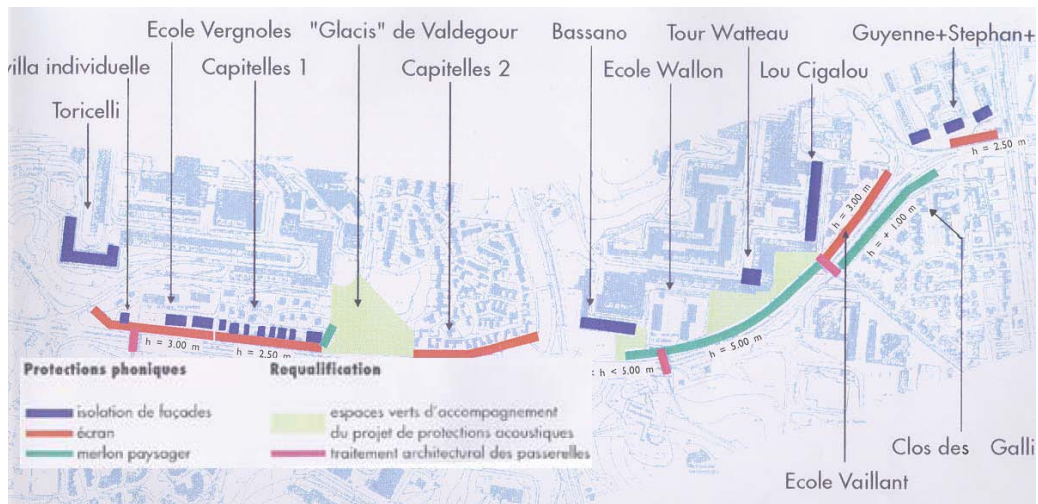 Ecole Vergnoles
"Glacis" de Valdegour
Bassano
Tour Watteau
Guyenne+Stephan+
villa individuelle
Capitelles 1
Capitelles 2
Ecole Wallon
Lou Cigalou
Toricelli
h = 2.50 m
h = 3.00 m
h = + 1.00 m
h = 3.00 m
h = 2.50 m
h = 5.00 m
: h < 5.00 m
Protections phoniques
isolation de façades
écran
merlon paysager
Requalification
espaces verts d'accompagnement
du projet de protections acoustiques
traitement architectural des passerelles
Clos des Galli
Ecole Vaillant